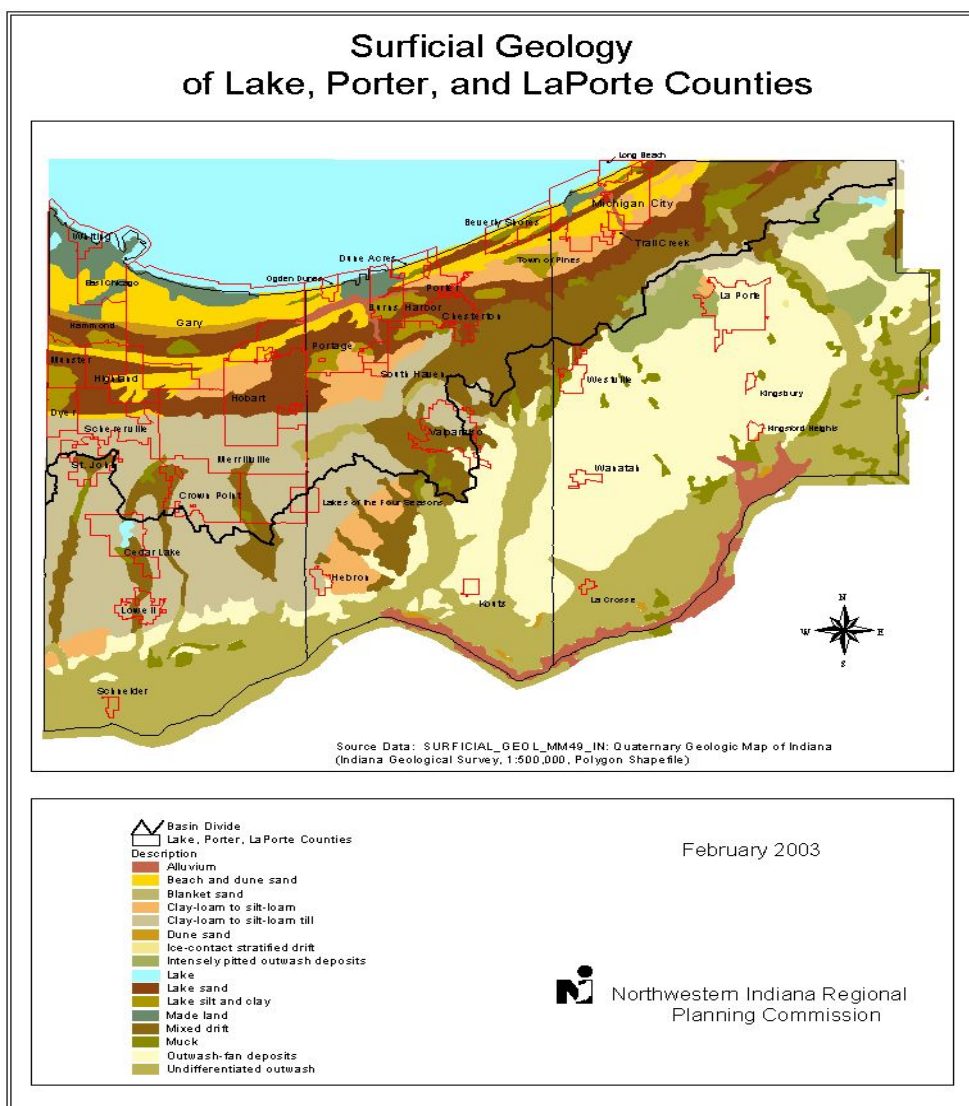 Surficial Geology
of Lake, Porter, and LaPorte Counties
Long Beach
Michigan City
Whiting
Beverly Shores
Trail Creek
Dune Acres
Town of Pines
East Chicago
Ogden Dunes
Porter
La Porte
Burns Harbor
Hammond
Gary
Chesterton
Portage
Munster
South Haven
Highland
Westville
Kingsbury
Hobart
Dyer
Schererville
Valparaiso
Kingsford Heights
St. John
Merrillville
Wanatah
Crown Point
Lakes of the Four Seasons
Cedar Lake
Hebron
Lowell
Kouts
La Crosse
N
W
E
S
Schneider
Source Data: SURFICIAL_GEOL_MM49_IN: Quaternary Geologic Map of Indiana
(Indiana Geological Survey, 1:500,000, Polygon Shapefile)
Basin Divide
Lake, Porter, LaPorte Counties
Description
Alluvium
Beach and dune sand
Blanket sand
Clay-loam to silt-loam
Clay-loam to silt-loam till
Dune sand
Ice-contact stratified drift
Intensely pitted outwash deposits
Lake
Lake sand
Lake silt and clay
Made land
Mixed drift
Muck
Outwash-fan deposits
Undifferentiated outwash
February 2003
Northwestern Indiana Regional
Planning Commission